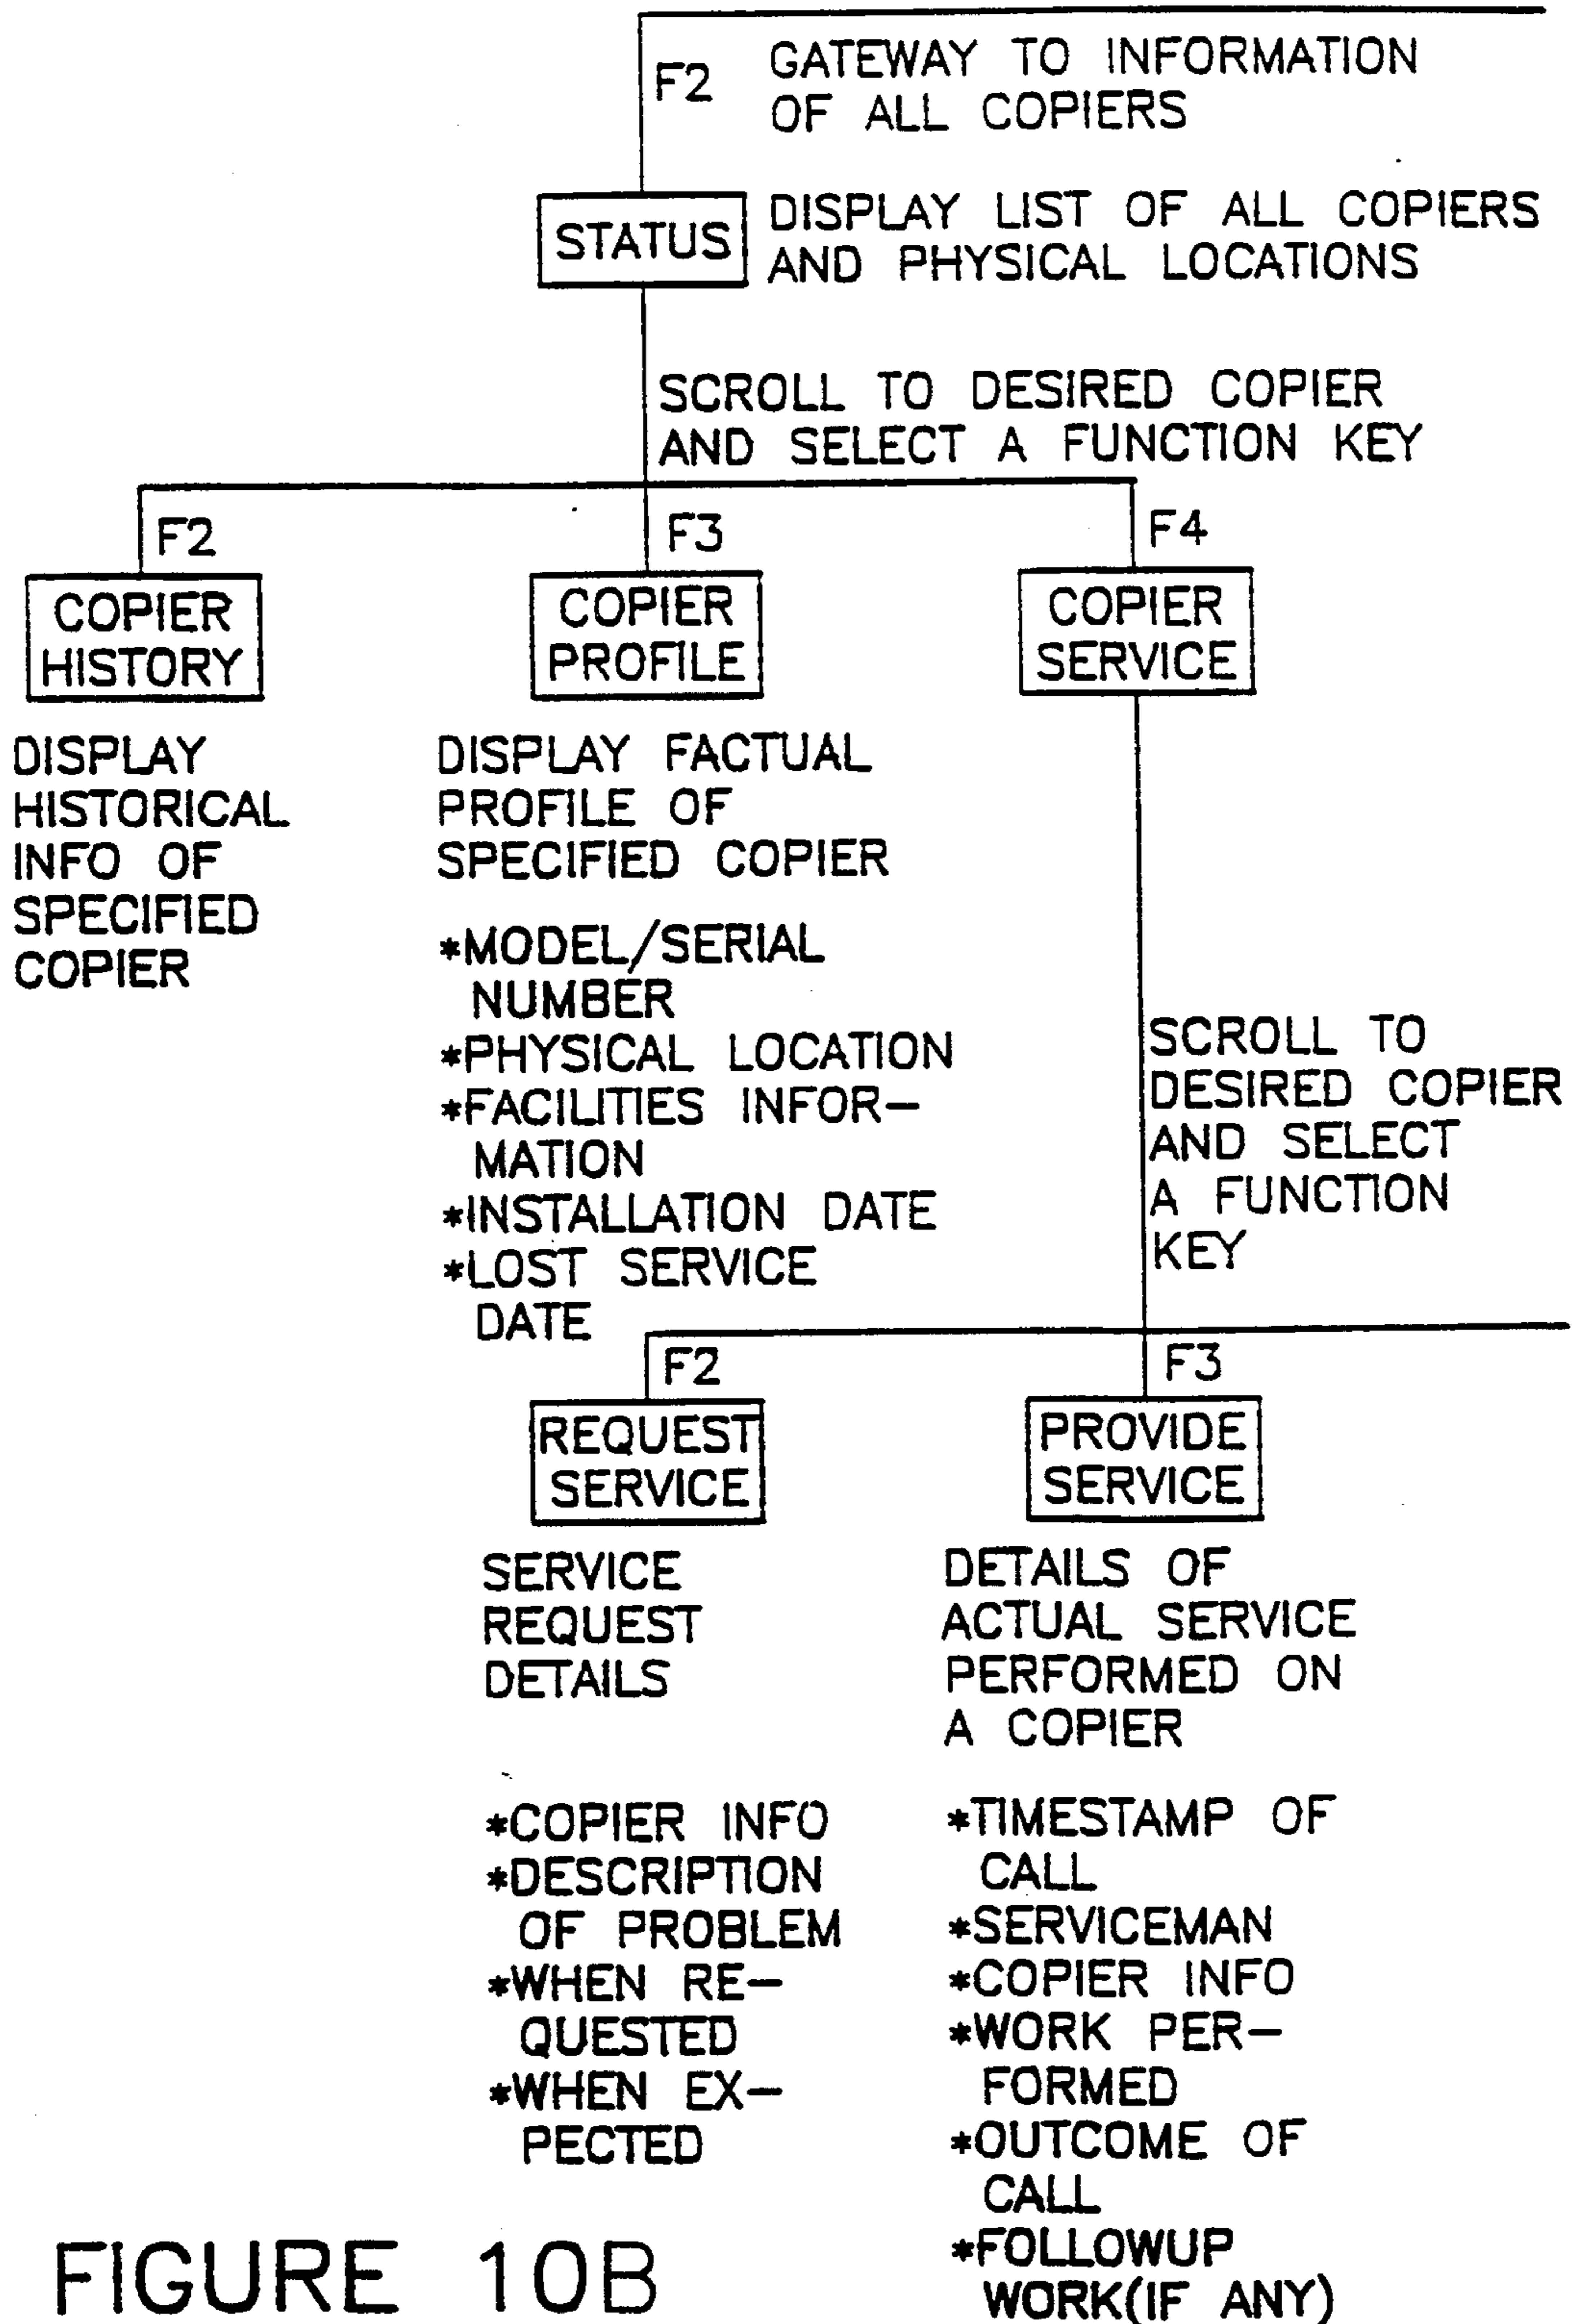 F2
GATEWAY TO INFORMATION
OF ALL COPIERS
STATUS
DISPLAY LIST OF ALL COPIERS
AND PHYSICAL LOCATIONS
SCROLL TO DESIRED COPIER
AND SELECT A FUNCTION KEY
F2
COPIER
HISTORY
DISPLAY
HISTORICAL
INFO OF
SPECIFIED
COPIER
F3
COPIER
PROFILE
DISPLAY FACTUAL
PROFILE OF
SPECIFIED COPIER
*MODEL/SERIAL
NUMBER
*PHYSICAL LOCATION
*FACILITIES INFOR-
MATION
*INSTALLATION DATE
*LOST SERVICE
DATE
F4
COPIER
SERVICE
SCROLL TO
DESIRED COPIER
AND SELECT
A FUNCTION
KEY
F2
REQUEST
SERVICE
SERVICE
REQUEST
DETAILS
*COPIER INFO
*DESCRIPTION
OF PROBLEM
*WHEN RE-
QUESTED
*WHEN EX-
PECTED
F3
PROVIDE
SERVICE
DETAILS OF
ACTUAL SERVICE
PERFORMED ON
A COPIER
*TIMESTAMP OF
CALL
*SERVICEMAN
*COPIER INFO
*WORK PER-
FORMED
*OUTCOME OF
CALL
*FOLLOWUP
WORK(IF ANY)
FIGURE 10B